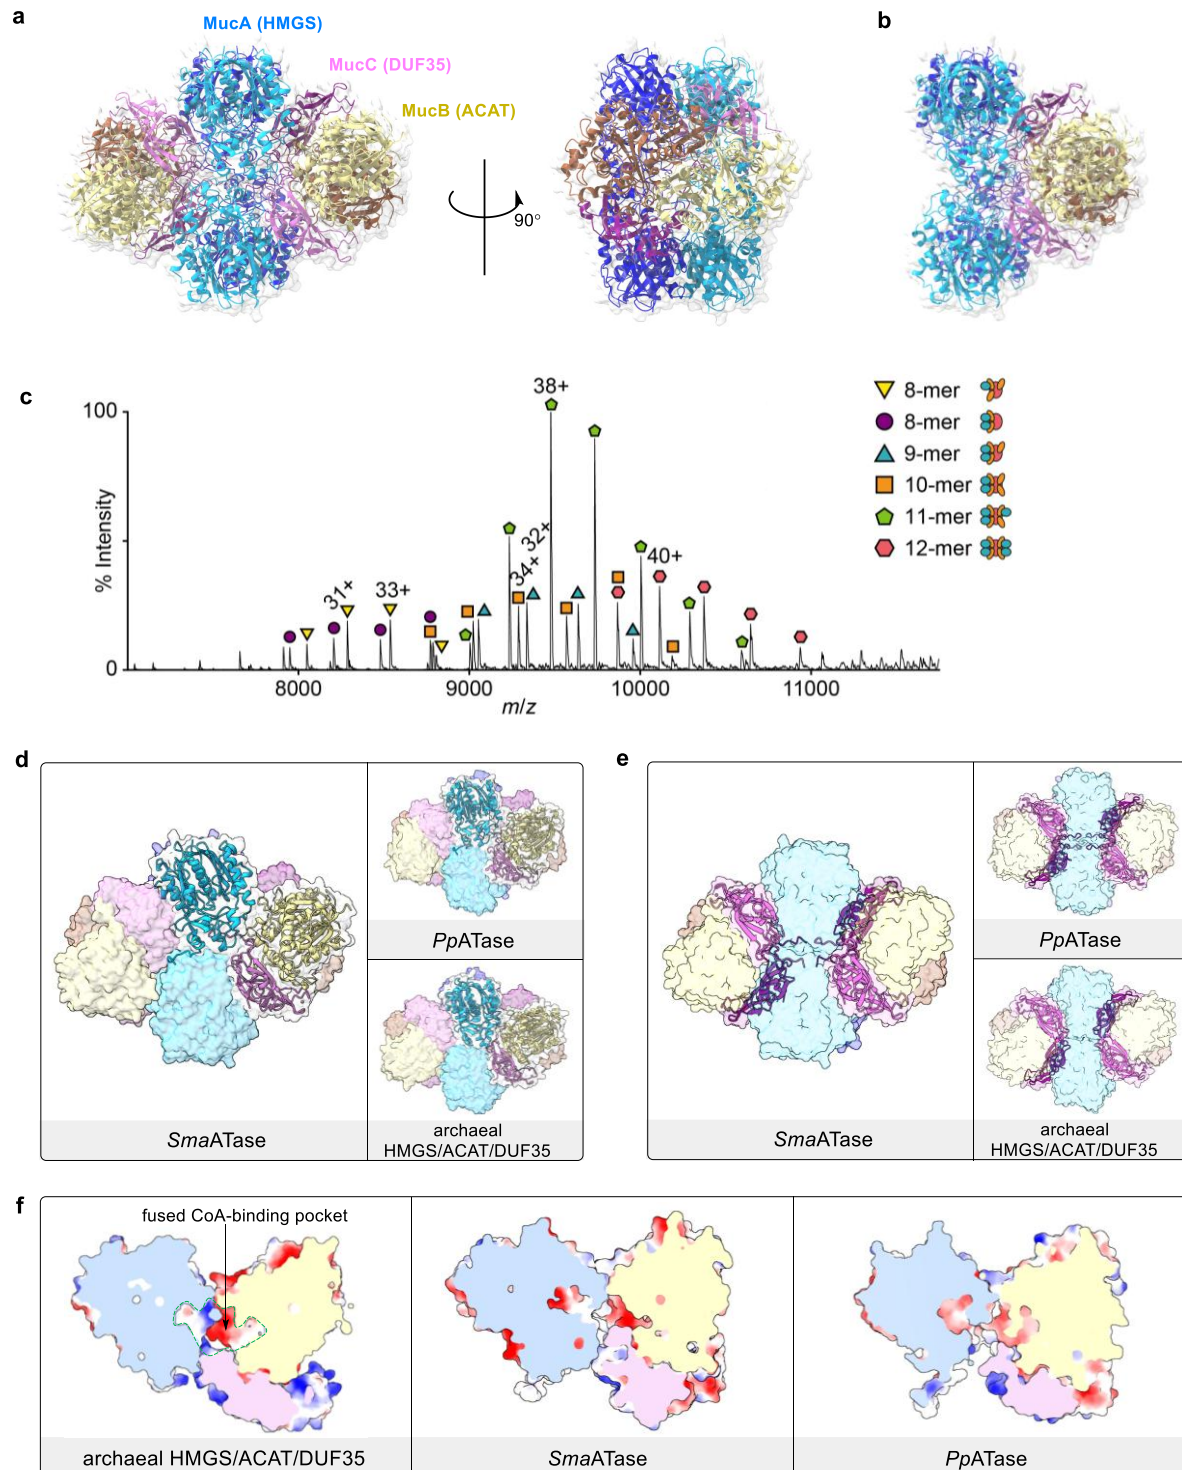 a
MucA (HMGS)
MucC (DUF35)
MucB (ACAT)
90°
b
c
100
0
% Intensity
31+
33+
34+
32+
38+
40+
8000
9000
10000
11000
m/z
8-mer
8-mer
9-mer
10-mer
11-mer
12-mer
d
SmaATase
PpATase
archaeal
HMGS/ACAT/DUF35
e
SmaATase
PpATase
archaeal
HMGS/ACAT/DUF35
f
fused CoA-binding pocket
archaeal HMGS/ACAT/DUF35
SmaATase
PpATase